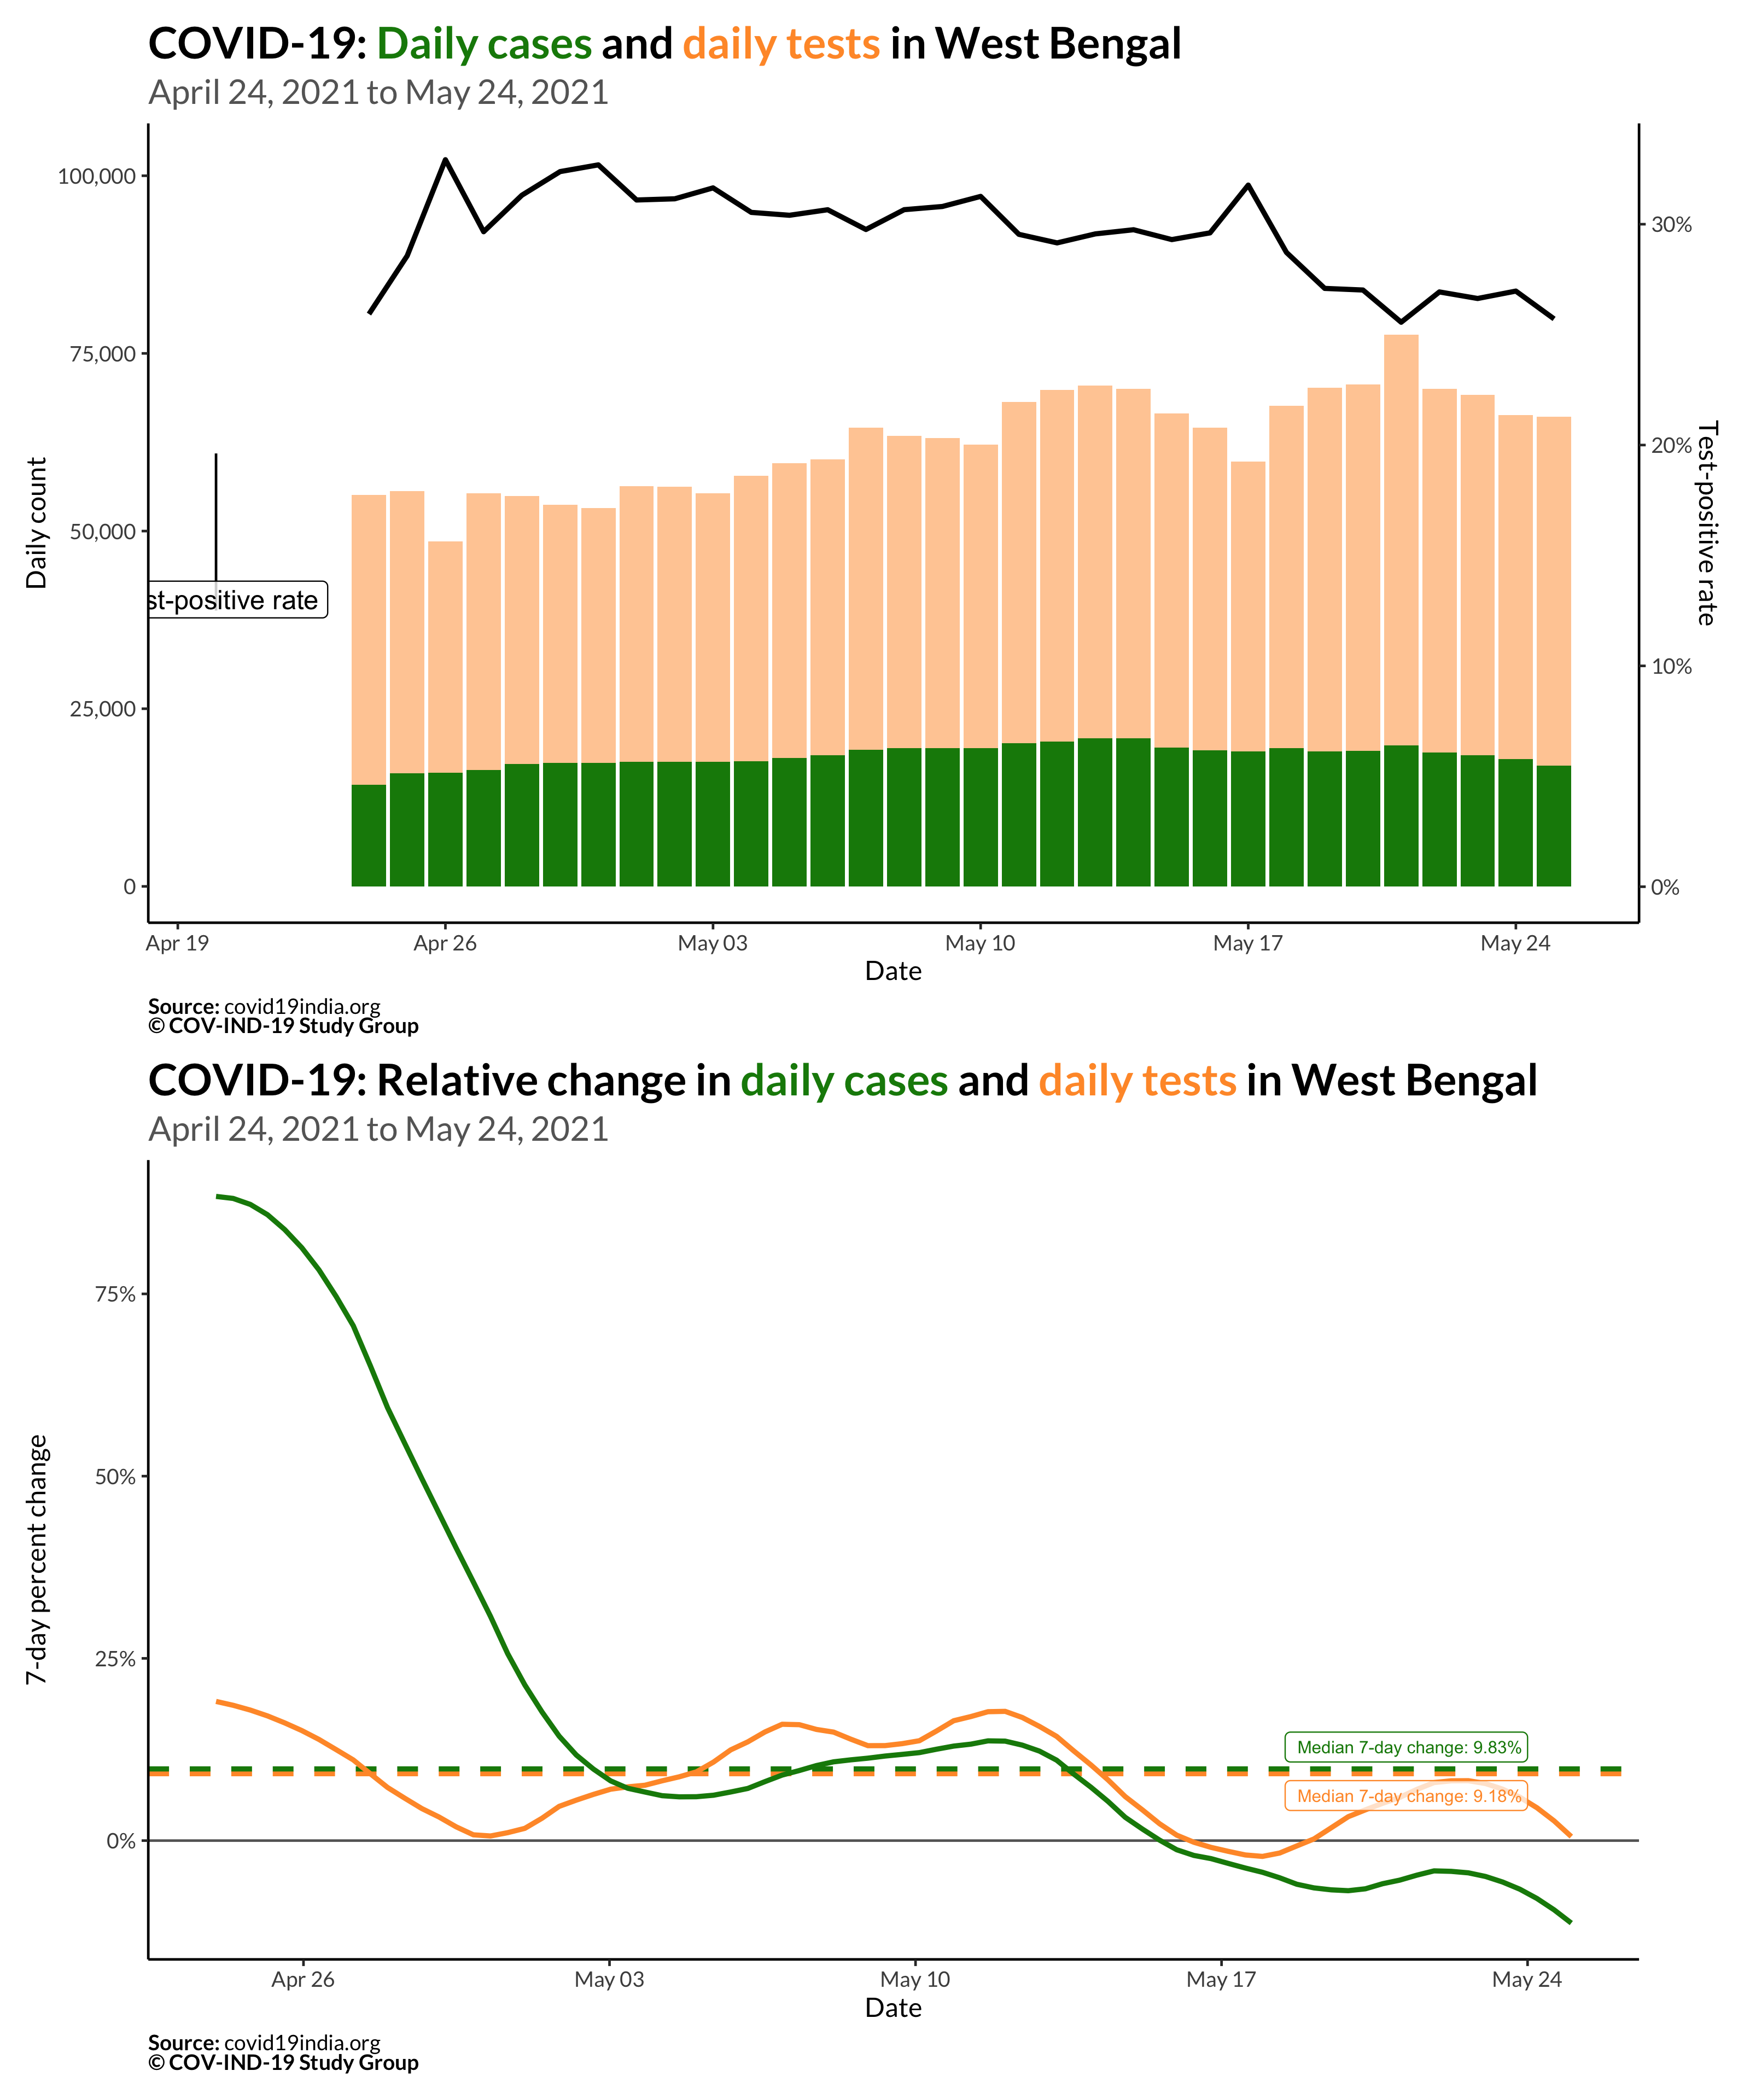 COVID-19: Daily cases and daily tests in West Bengal
April 24, 2021 to May 24, 2021
100,000
75,000
50,000
25,000
0
Daily count
st-positive rate
30%
20%
10%
0%
Test-positive rate
Apr 19
Apr 26
May 03
May 10
May 17
May 24
Date
Source: covid19india.org
© COV-IND-19 Study Group
COVID-19: Relative change in daily cases and daily tests in West Bengal
April 24, 2021 to May 24, 2021
75%
50%
25%
0%
7-day percent change
Median 7-day change: 9.83%
Median 7-day change: 9.18%
Apr 26
May 03
May 10
May 17
May 24
Date
Source: covid19india.org
© COV-IND-19 Study Group